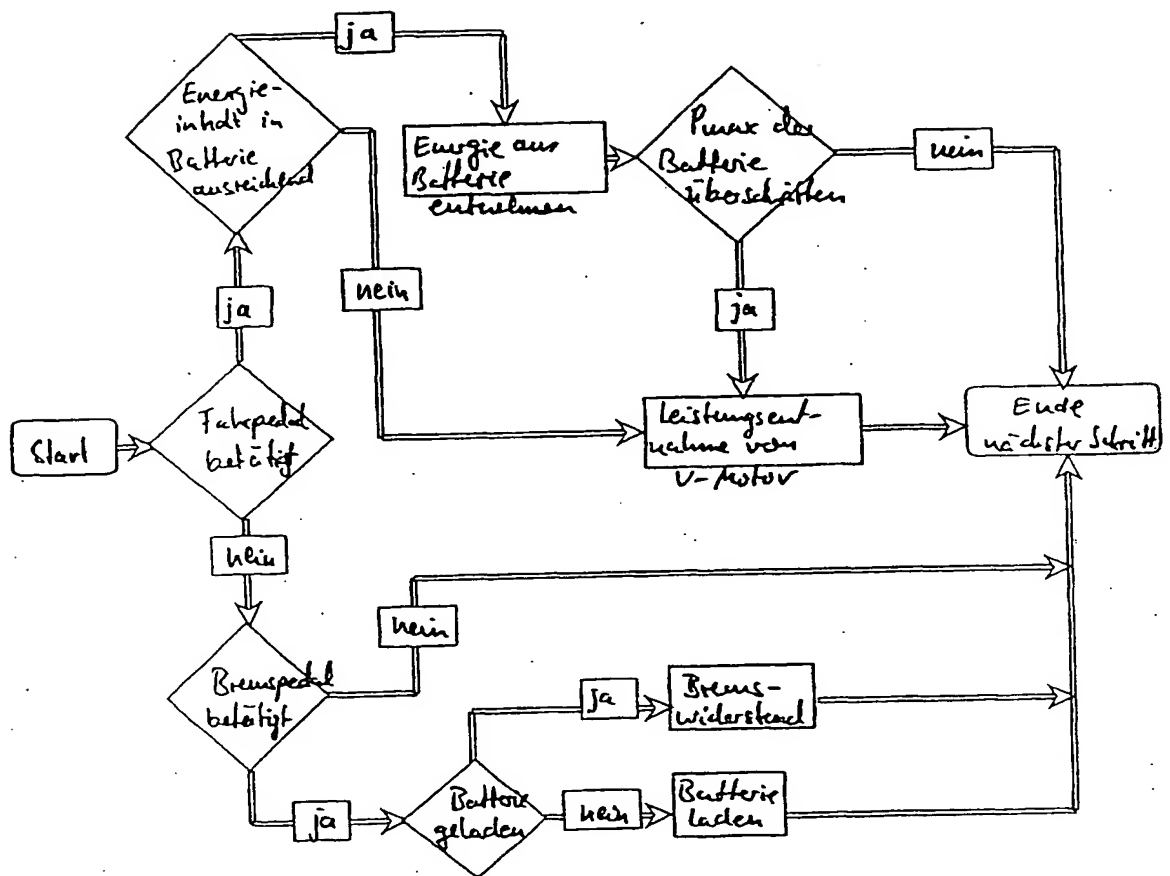 ja
Energie-
inhalt in
Batterie
ausreichend
Energie aus
Batterie
entnehmen
Pmax der
Batterie
überschritten
nein
ja
nein
ja
Start
Fahrpedal
betätigt
Leistungsent-
nahme vom
V-Motor
Ende
nächster Schritt
nein
nein
Bremspedal
betätigt
ja
Brems-
widerstand
ja
Batterie
geladen
nein
Batterie
laden